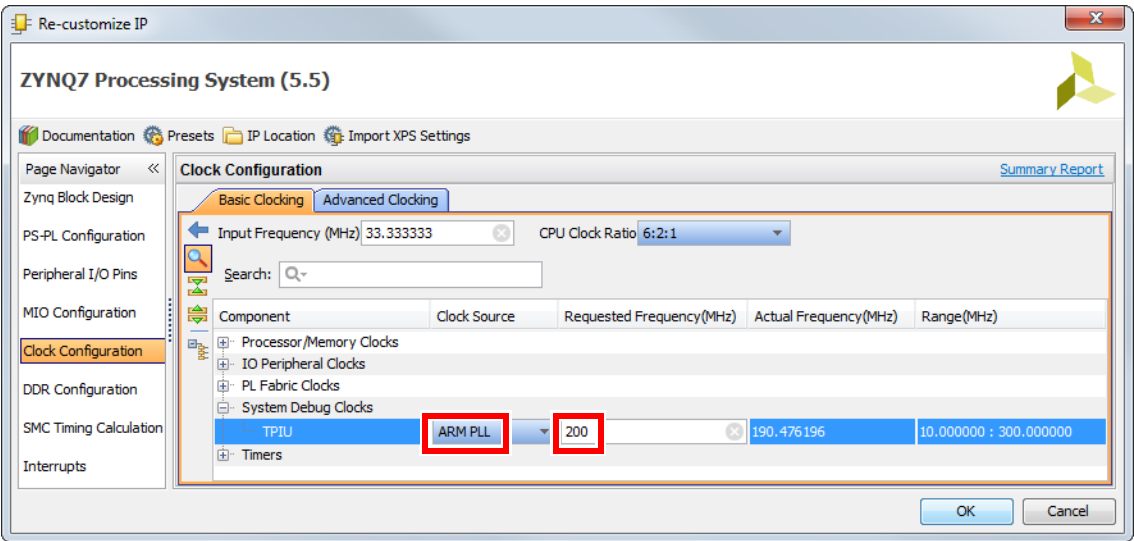 Re-customize IP
ZYNQ7 Processing System (5.5)
Documentation Presets IP Location Import XPS Settings
Page Navigator «
Zynq Block Design
PS-PL Configuration
Peripheral I/O Pins
MIO Configuration
Clock Configuration
DDR Configuration
SMC Timing Calculation
Interrupts
Clock Configuration Summary Report
Basic Clocking Advanced Clocking
Input Frequency (MHz) 33.333333 CPU Clock Ratio 6:2:1
Search:
Component Clock Source Requested Frequency(MHz) Actual Frequency(MHz) Range(MHz)
Processor/Memory Clocks
IO Peripheral Clocks
PL Fabric Clocks
System Debug Clocks
TPIU ARM PLL 200 190.476196 10.000000 : 300.000000
Timers
OK Cancel